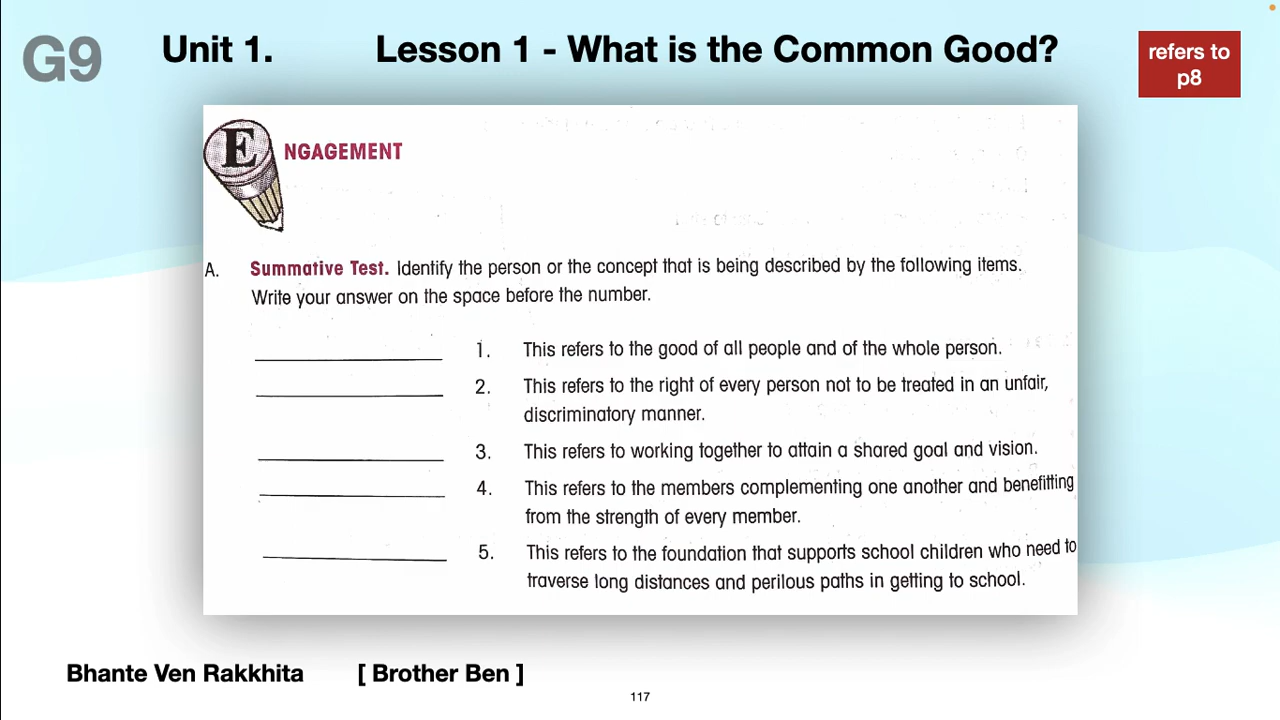 G9
Unit 1. Lesson 1 - What is the Common Good?
refers to
p8
E
NGAGEMENT
A. Summative Test. Identify the person or the concept that is being described by the following items.
Write your answer on the space before the number.
1. This refers to the good of all people and of the whole person.
2. This refers to the right of every person not to be treated in an unfair,
discriminatory manner.
3. This refers to working together to attain a shared goal and vision.
4. This refers to the members complementing one another and benefitting
from the strength of every member.
5. This refers to the foundation that supports school children who need to
traverse long distances and perilous paths in getting to school.
Bhante Ven Rakkhita [ Brother Ben ]
117